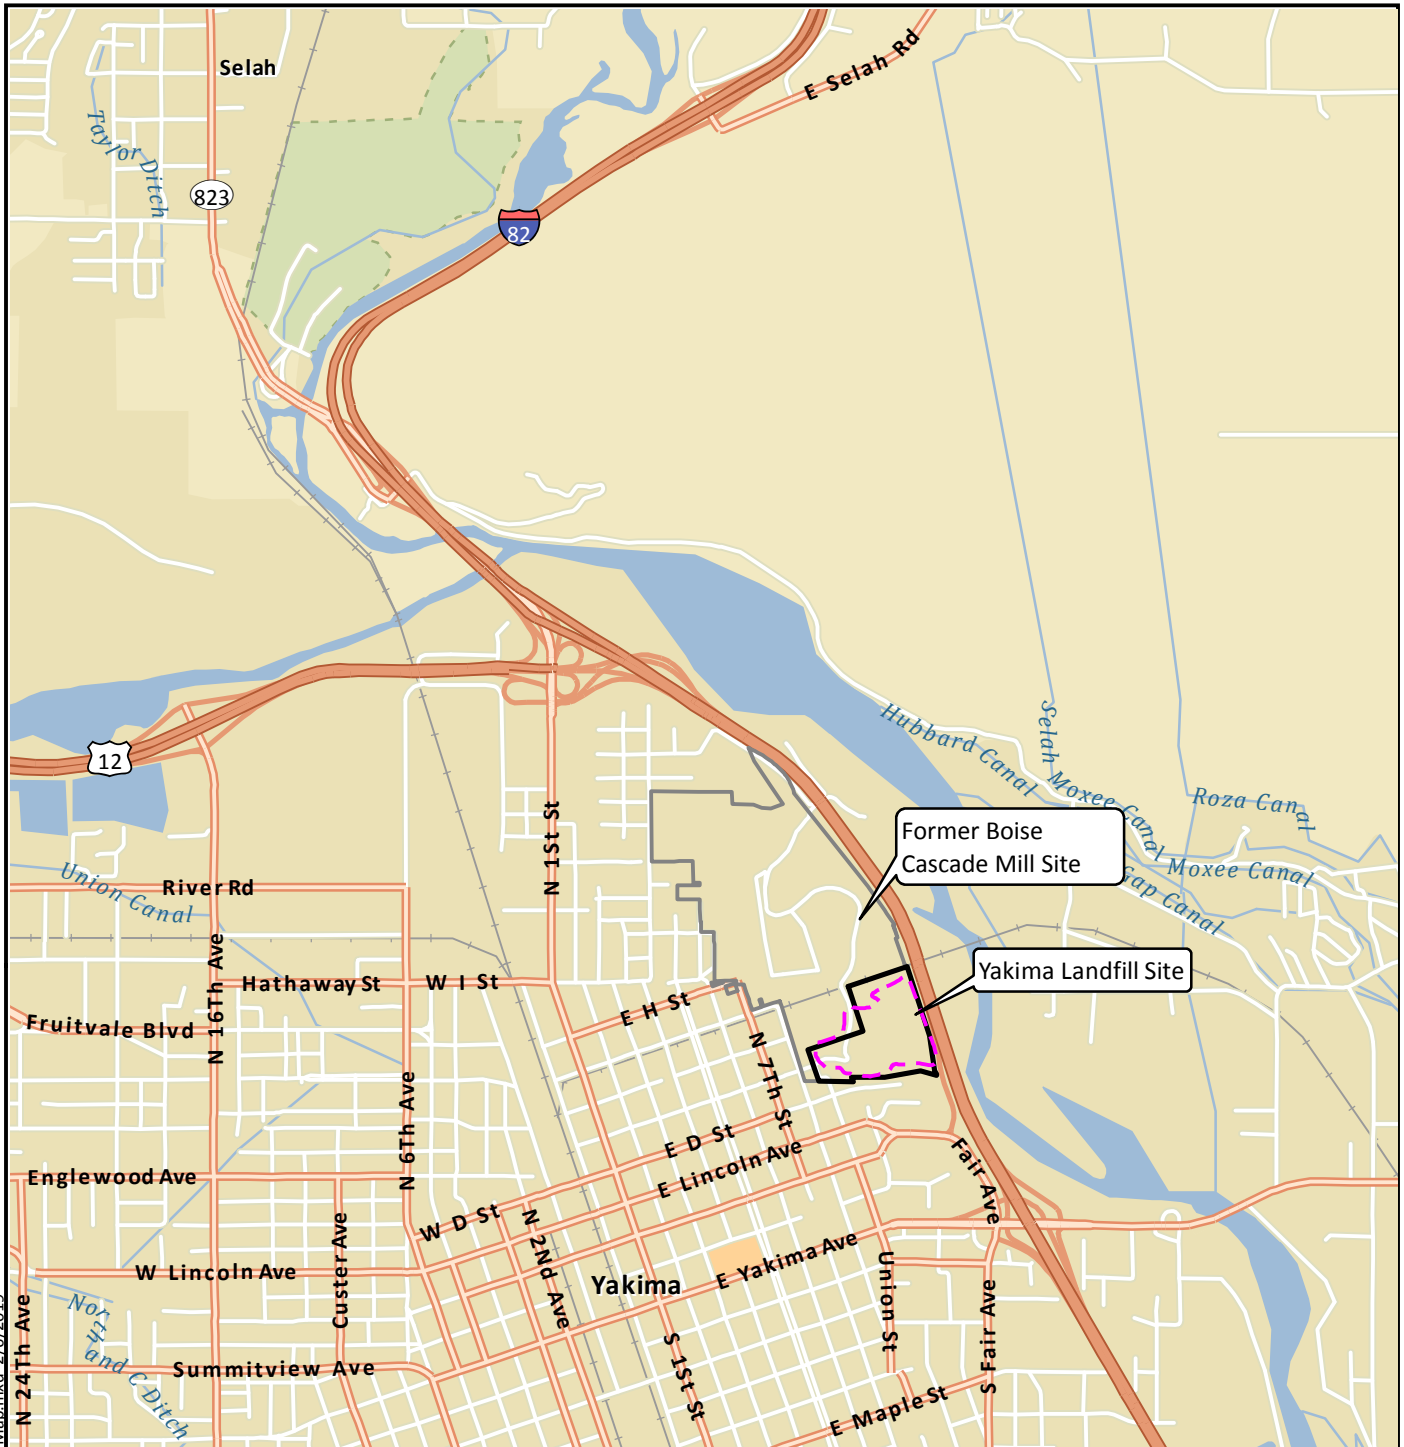 Selah
E Selah Rd
Taylor Ditch
823
82
12
Hubbard Canal
Selah Moxee Canal
Roza Canal
Moxee Canal
Gap Canal
Former Boise
Cascade Mill Site
Yakima Landfill Site
Union Canal
River Rd
N 1St St
N 16Th Ave
Hathaway St
W I St
E H St
Fruitvale Blvd
N 7Th St
N 6Th Ave
E D St
E Lincoln Ave
Fair Ave
Englewood Ave
W D St
N 2Nd Ave
Custer Ave
E Yakima Ave
Union St
W Lincoln Ave
Yakima
S Fair Ave
N 24Th Ave
S 1St St
Summitview Ave
E Maple St